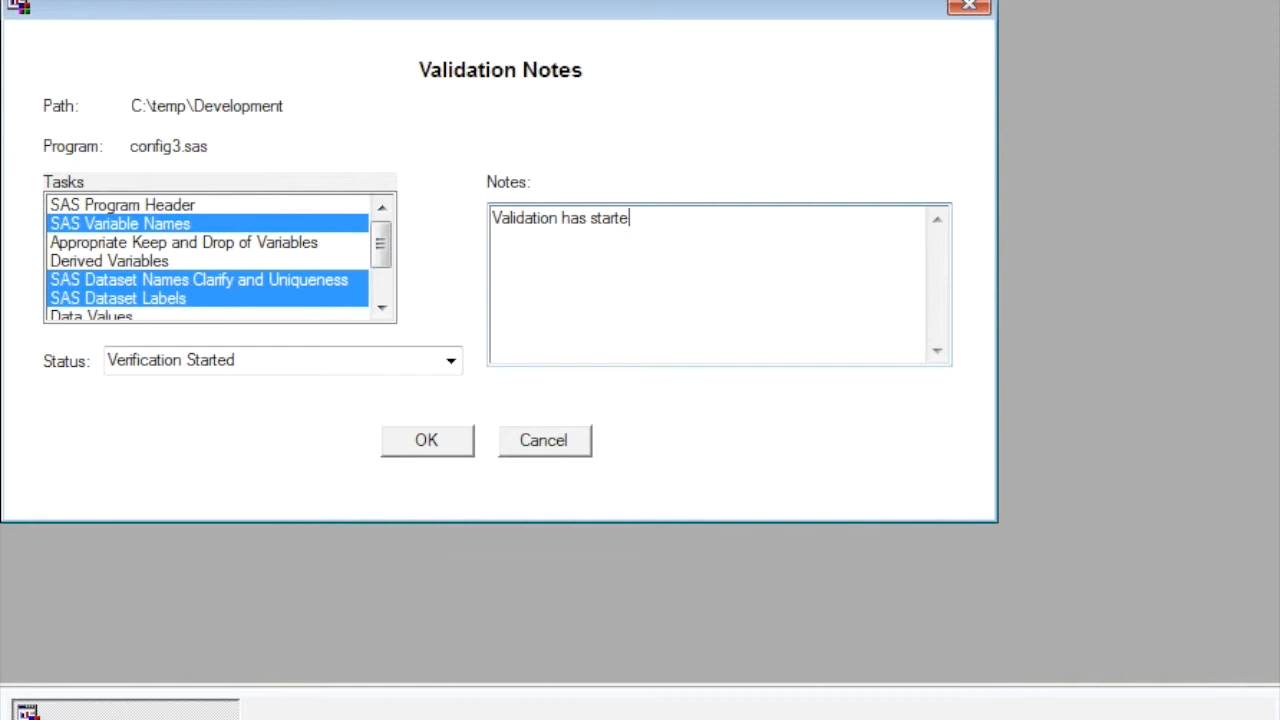 Validation Notes
Path: C:\temp\Development
Program: config3.sas
Tasks
SAS Program Header
SAS Variable Names
Appropriate Keep and Drop of Variables
Derived Variables
SAS Dataset Names Clarify and Uniqueness
SAS Dataset Labels
Data Values
Status: Verification Started
Notes:
Validation has starte
OK Cancel